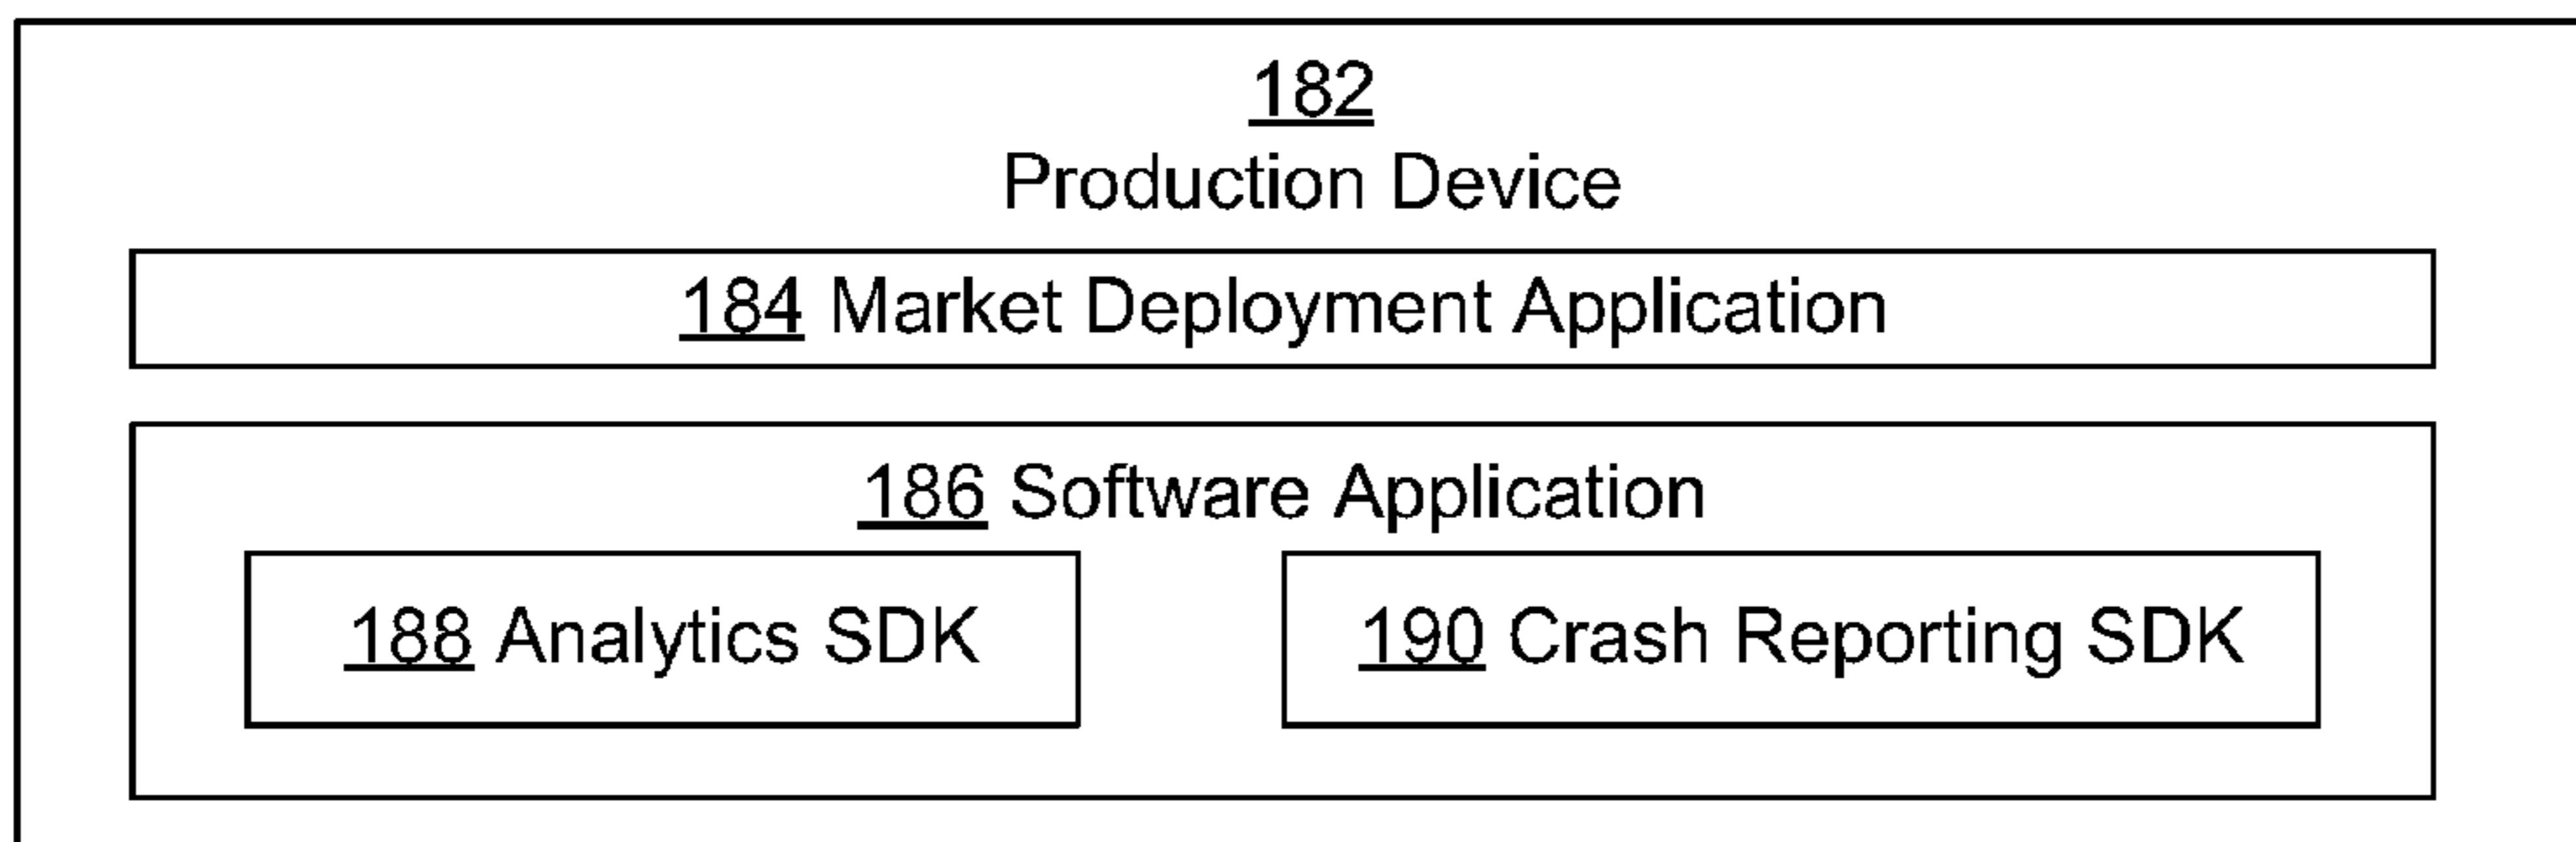 182
Production Device
184 Market Deployment Application
186 Software Application
188 Analytics SDK
190 Crash Reporting SDK